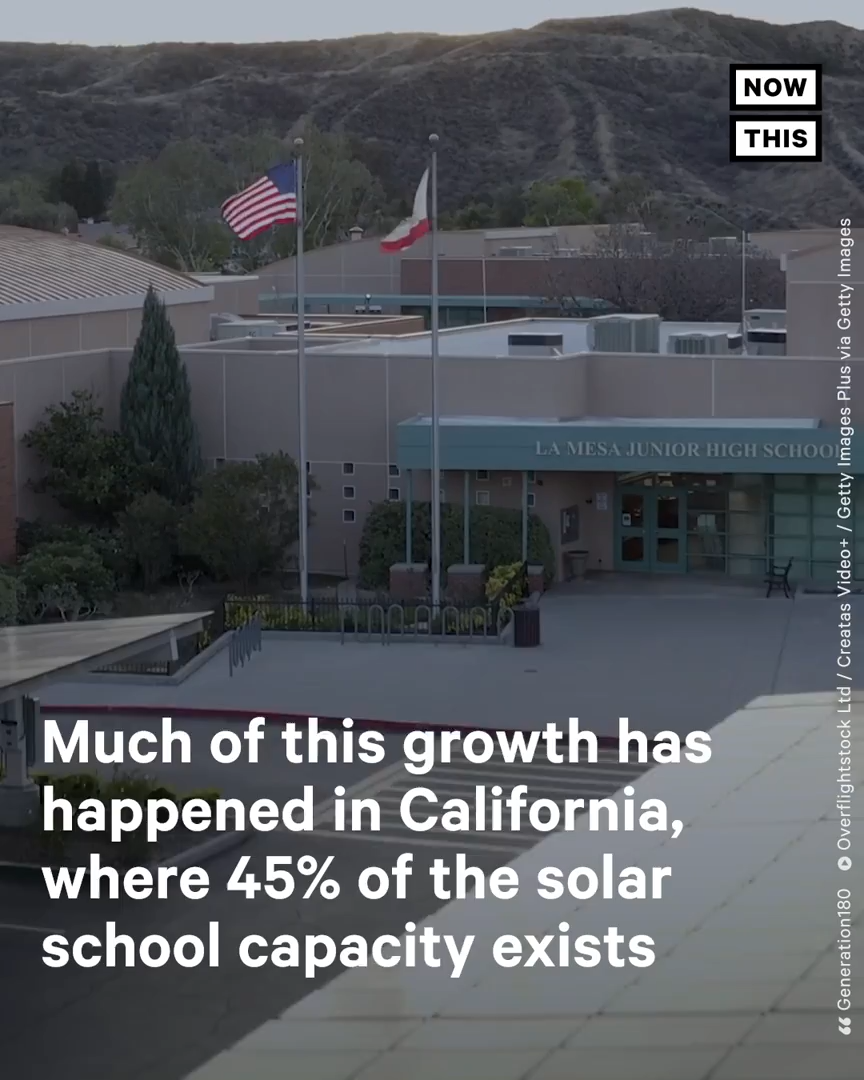 NOW
THIS
LA MESA JUNIOR HIGH SCHOOL
Much of this growth has
happened in California,
where 45% of the solar
school capacity exists
Generation180 Overflightstock Ltd / Creatas Video+ / Getty Images Plus via Getty Images